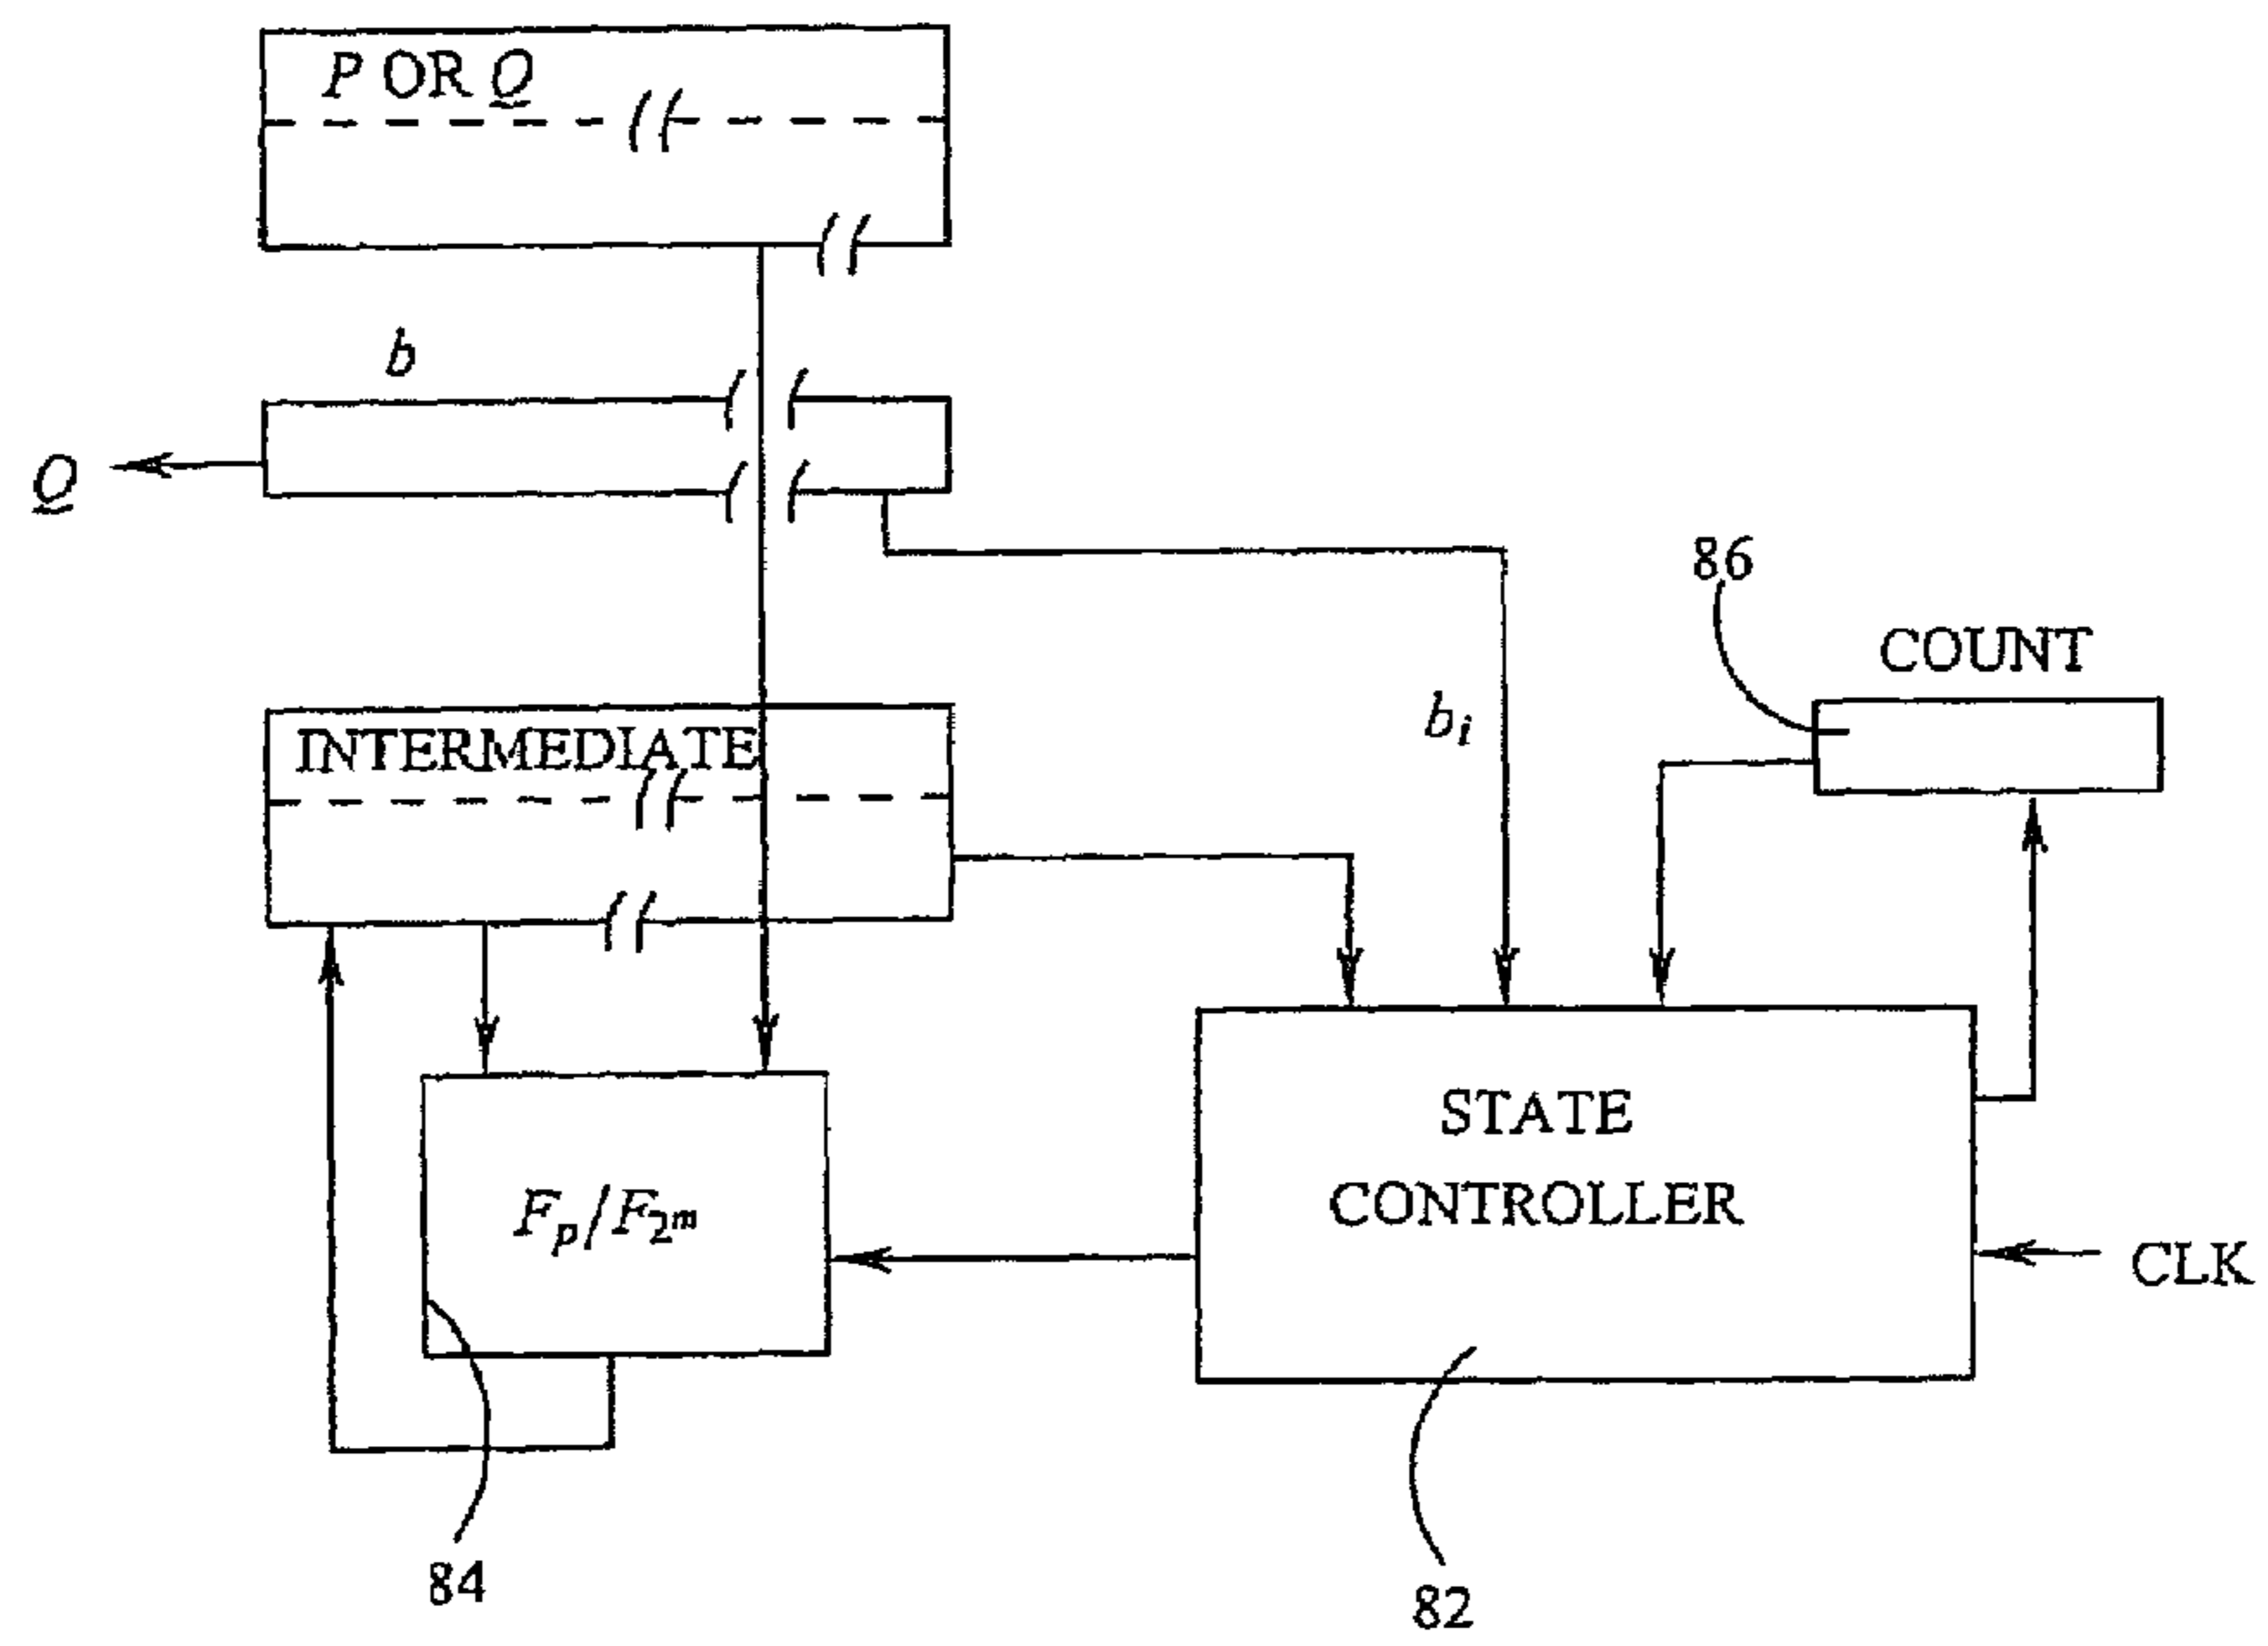 P OR Q
b
Q
86
COUNT
INTERMEDIATE
bi
STATE
CONTROLLER
Fp/F2m
CLK
84
82